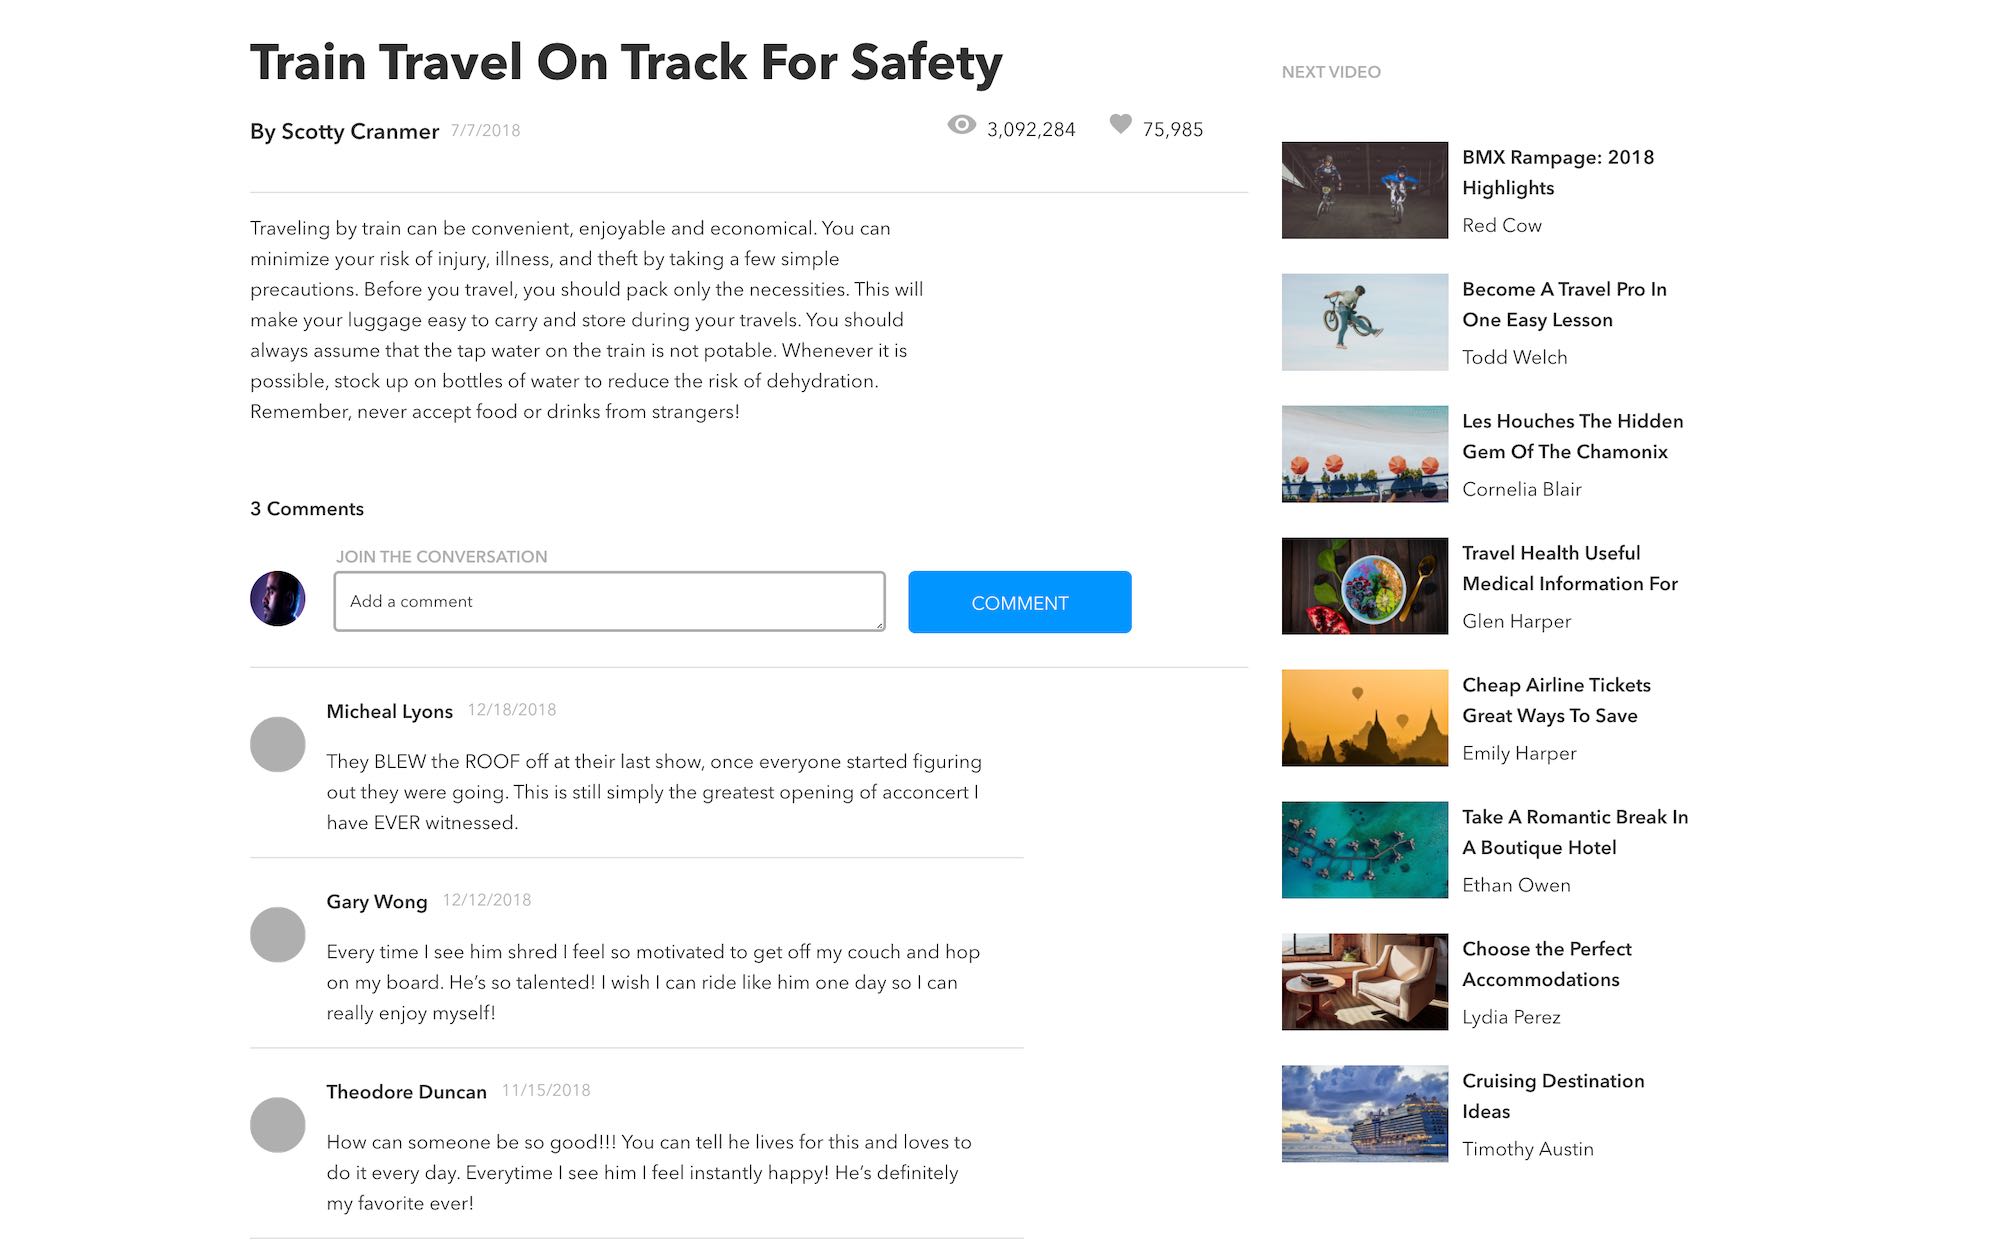 Train Travel On Track For Safety
By Scotty Cranmer 7/7/2018 3,092,284 75,985
Traveling by train can be convenient, enjoyable and economical. You can
minimize your risk of injury, illness, and theft by taking a few simple
precautions. Before you travel, you should pack only the necessities. This will
make your luggage easy to carry and store during your travels. You should
always assume that the tap water on the train is not potable. Whenever it is
possible, stock up on bottles of water to reduce the risk of dehydration.
Remember, never accept food or drinks from strangers!
3 Comments
JOIN THE CONVERSATION
Add a comment
COMMENT
Micheal Lyons 12/18/2018
They BLEW the ROOF off at their last show, once everyone started figuring
out they were going. This is still simply the greatest opening of acconcert I
have EVER witnessed.
Gary Wong 12/12/2018
Every time I see him shred I feel so motivated to get off my couch and hop
on my board. He’s so talented! I wish I can ride like him one day so I can
really enjoy myself!
Theodore Duncan 11/15/2018
How can someone be so good!!! You can tell he lives for this and loves to
do it every day. Everytime I see him I feel instantly happy! He’s definitely
my favorite ever!
NEXT VIDEO
BMX Rampage: 2018
Highlights
Red Cow
Become A Travel Pro In
One Easy Lesson
Todd Welch
Les Houches The Hidden
Gem Of The Chamonix
Cornelia Blair
Travel Health Useful
Medical Information For
Glen Harper
Cheap Airline Tickets
Great Ways To Save
Emily Harper
Take A Romantic Break In
A Boutique Hotel
Ethan Owen
Choose the Perfect
Accommodations
Lydia Perez
Cruising Destination
Ideas
Timothy Austin